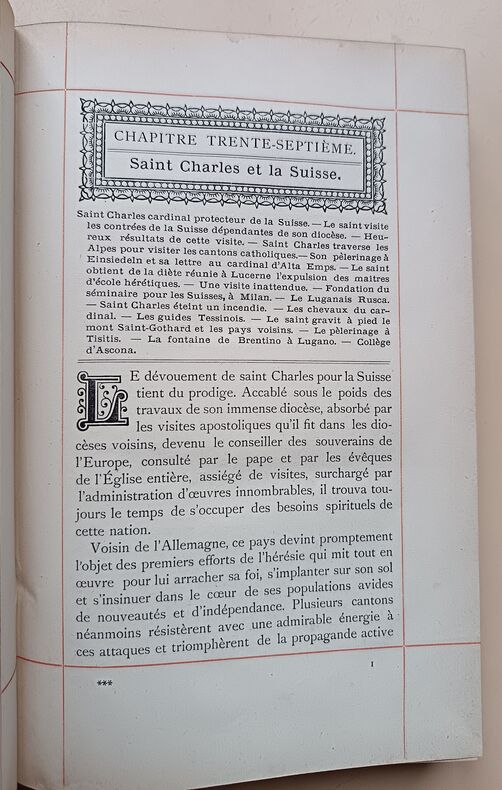 CHAPITRE TRENTE-SEPTIÈME.
Saint Charles et la Suisse.
Saint Charles cardinal protecteur de la Suisse. — Le saint visite
les contrées de la Suisse dépendantes de son diocèse. — Heu-
reux résultats de cette visite. — Saint Charles traverse les
Alpes pour visiter les cantons catholiques. — Son pèlerinage à
Einsiedeln et sa lettre au cardinal d'Alta Emps. — Le saint
obtient de la diète réunie à Lucerne l'expulsion des maîtres
d'école hérétiques. — Une visite inattendue. — Fondation du
séminaire pour les Suisses, à Milan. — Le Luganais Rusca.
— Saint Charles éteint un incendie. — Les chevaux du car-
dinal. — Les guides Tessinois. — Le saint gravit à pied le
mont Saint-Gothard et les pays voisins. — Le pèlerinage à
Tisitis. — La fontaine de Brentino à Lugano. — Collège
d'Ascona.
LE dévouement de saint Charles pour la Suisse
tient du prodige. Accablé sous le poids des
travaux de son immense diocèse, absorbé par
les visites apostoliques qu'il fit dans les dio-
cèses voisins, devenu le conseiller des souverains de
l'Europe, consulté par le pape et par les évêques
de l'Église entière, assiégé de visites, surchargé par
l'administration d'œuvres innombrables, il trouva tou-
jours le temps de s'occuper des besoins spirituels de
cette nation.
Voisin de l'Allemagne, ce pays devint promptement
l'objet des premiers efforts de l'hérésie qui mit tout en
œuvre pour lui arracher sa foi, s'implanter sur son sol
et s'insinuer dans le cœur de ses populations avides
de nouveautés et d'indépendance. Plusieurs cantons
néanmoins résistèrent avec une admirable énergie à
ces attaques et triomphèrent de la propagande active
1
***